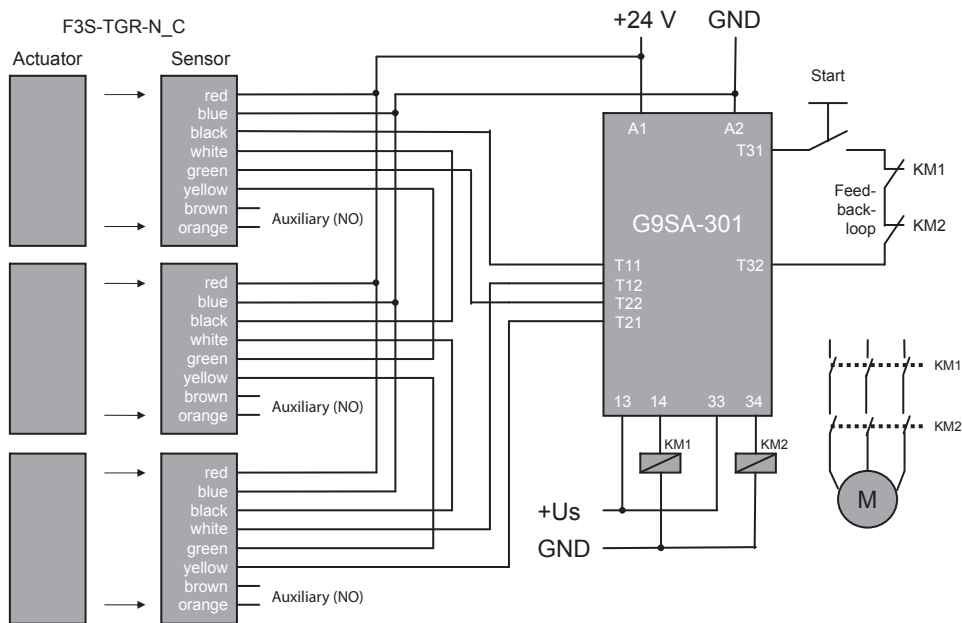 +24 V GND
F3S-TGR-N_C
Actuator Sensor
Start
red
blue
black
white
green
yellow
brown
orange
Auxiliary (NO)
red
blue
black
white
green
yellow
brown
orange
Auxiliary (NO)
red
blue
black
white
green
yellow
brown
orange
Auxiliary (NO)
A1 A2
T31
G9SA-301
T11 T32
T12
T22
T21
13 14 33 34
KM1
Feed-
back-
loop
KM2
KM1 KM2
+Us
GND
KM1
KM2
M